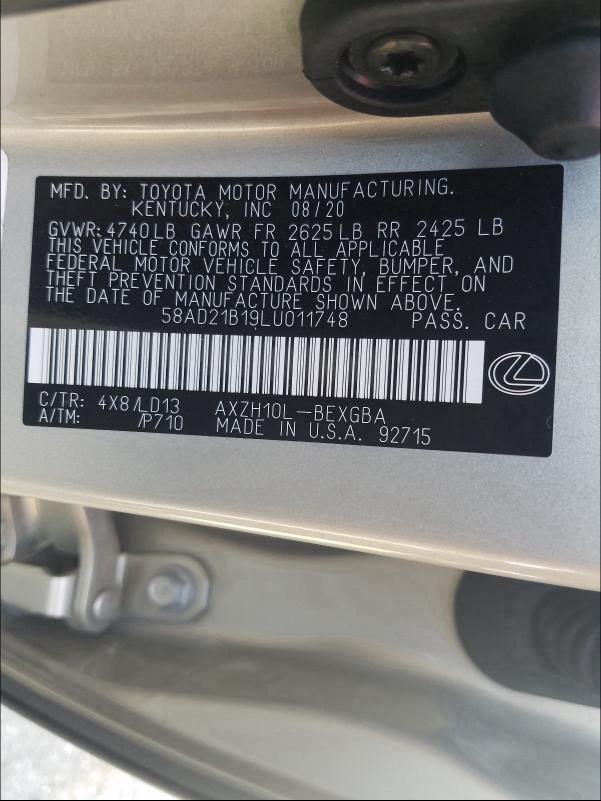 MFD. BY: TOYOTA MOTOR MANUFACTURING.
KENTUCKY, INC 08/20
GVWR: 4740LB GAWR FR 2625LB RR 2425 LB
THIS VEHICLE CONFORMS TO ALL APPLICABLE
FEDERAL MOTOR VEHICLE SAFETY, BUMPER, AND
THEFT PREVENTION STANDARDS IN EFFECT ON
THE DATE OF MANUFACTURE SHOWN ABOVE.
58AD21B19LU011748 PASS. CAR
C/TR: 4X8/LD13 AXZH10L-BEXGBA
A/TM: /P710 MADE IN U.S.A. 92715